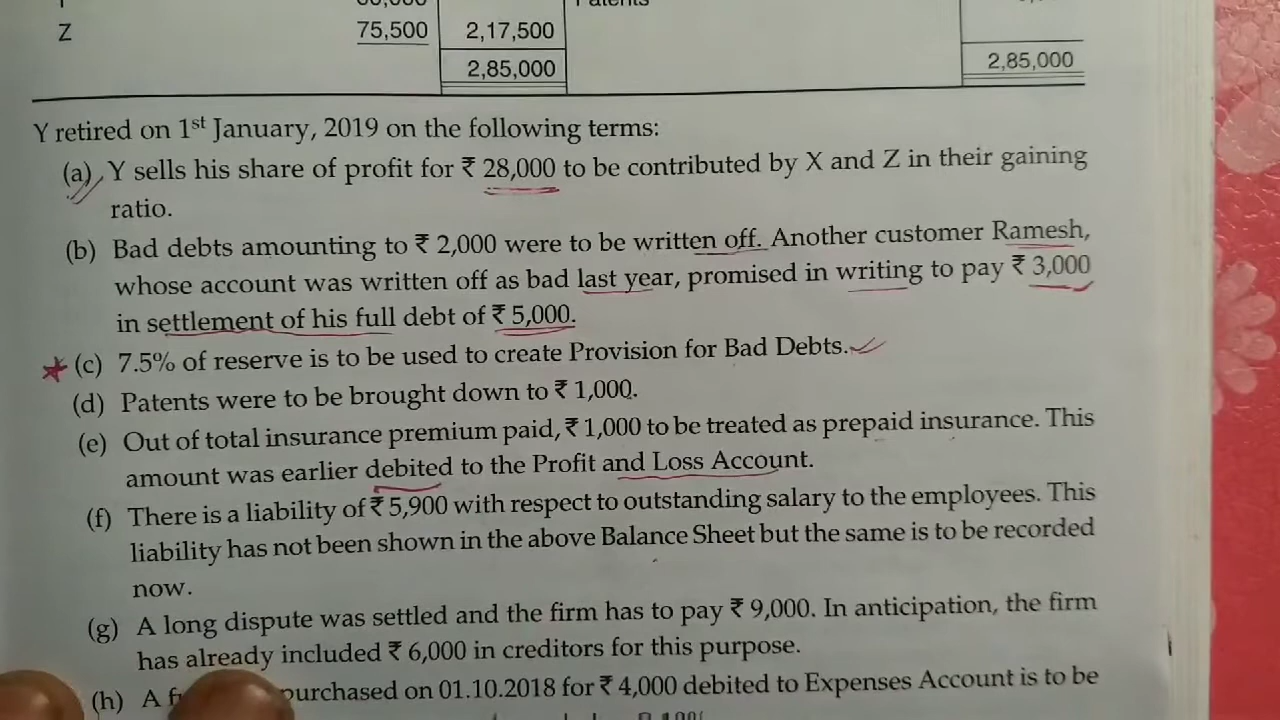 Z 75,500 2,17,500
2,85,000 2,85,000
Y retired on 1st January, 2019 on the following terms:
(a) Y sells his share of profit for ₹ 28,000 to be contributed by X and Z in their gaining
ratio.
(b) Bad debts amounting to ₹ 2,000 were to be written off. Another customer Ramesh,
whose account was written off as bad last year, promised in writing to pay ₹ 3,000
in settlement of his full debt of ₹ 5,000.
(c) 7.5% of reserve is to be used to create Provision for Bad Debts.
(d) Patents were to be brought down to ₹ 1,000.
(e) Out of total insurance premium paid, ₹ 1,000 to be treated as prepaid insurance. This
amount was earlier debited to the Profit and Loss Account.
(f) There is a liability of ₹ 5,900 with respect to outstanding salary to the employees. This
liability has not been shown in the above Balance Sheet but the same is to be recorded
now.
(g) A long dispute was settled and the firm has to pay ₹ 9,000. In anticipation, the firm
has already included ₹ 6,000 in creditors for this purpose.
(h) A purchased on 01.10.2018 for ₹ 4,000 debited to Expenses Account is to be